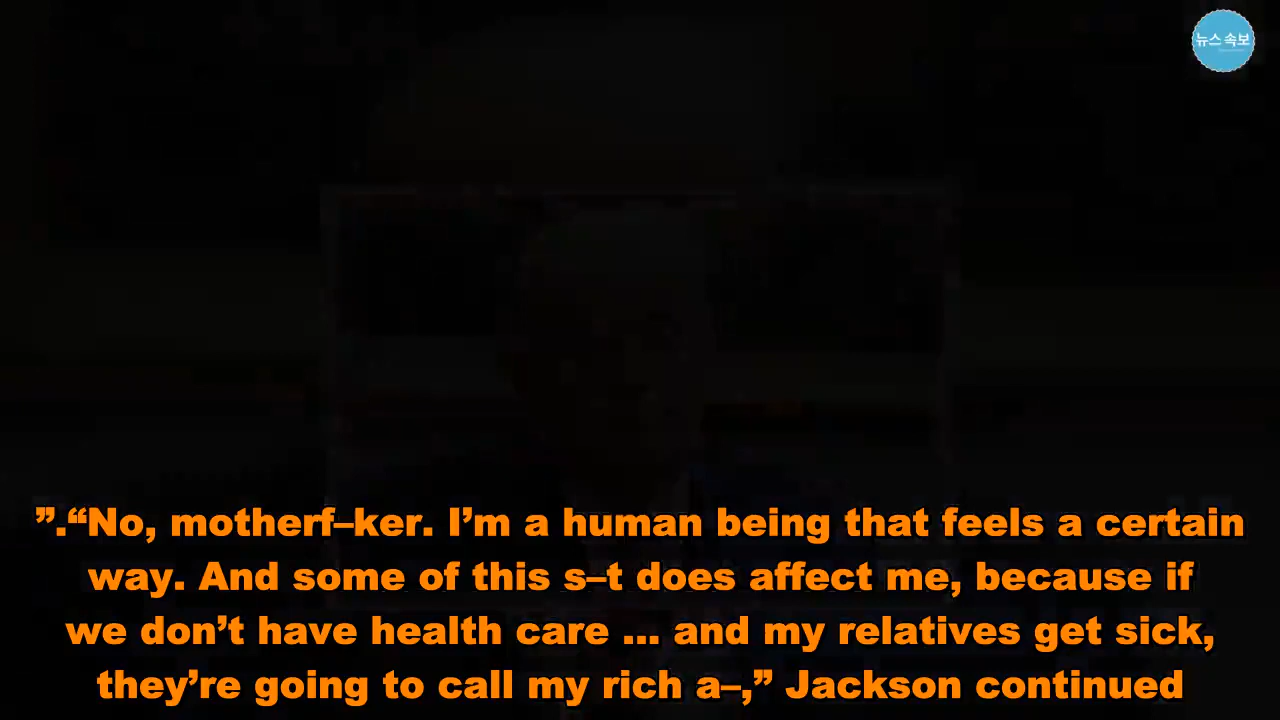 뉴스 속보
”.“No, motherf–ker. I’m a human being that feels a certain
way. And some of this s–t does affect me, because if
we don’t have health care ... and my relatives get sick,
they’re going to call my rich a–,” Jackson continued